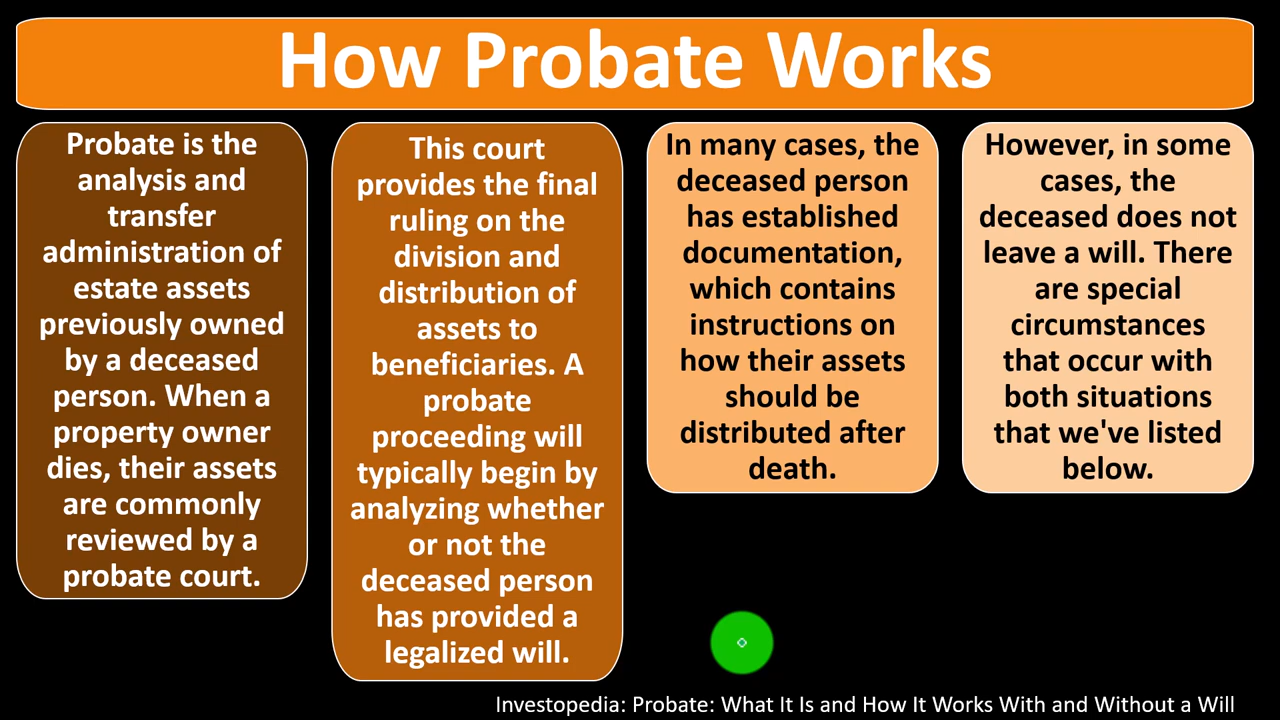 How Probate Works
Probate is the
analysis and
transfer
administration of
estate assets
previously owned
by a deceased
person. When a
property owner
dies, their assets
are commonly
reviewed by a
probate court.
This court
provides the final
ruling on the
division and
distribution of
assets to
beneficiaries. A
probate
proceeding will
typically begin by
analyzing whether
or not the
deceased person
has provided a
legalized will.
In many cases, the
deceased person
has established
documentation,
which contains
instructions on
how their assets
should be
distributed after
death.
However, in some
cases, the
deceased does not
leave a will. There
are special
circumstances
that occur with
both situations
that we've listed
below.
Investopedia: Probate: What It Is and How It Works With and Without a Will